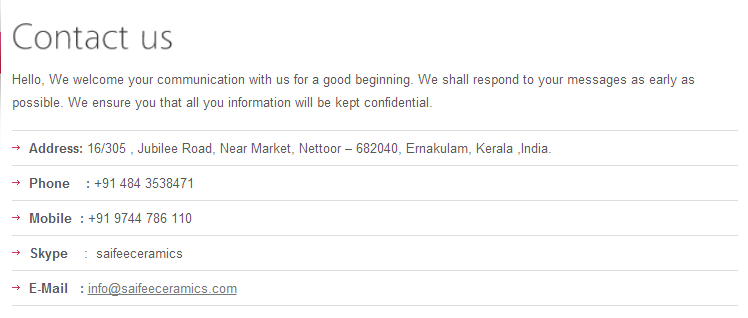 Contact us
Hello, We welcome your communication with us for a good beginning. We shall respond to your messages as early as
possible. We ensure you that all you information will be kept confidential.
→ Address: 16/305 , Jubilee Road, Near Market, Nettoor – 682040, Ernakulam, Kerala ,India.
→ Phone : +91 484 3538471
→ Mobile : +91 9744 786 110
→ Skype : saifeeceramics
→ E-Mail : info@saifeeceramics.com